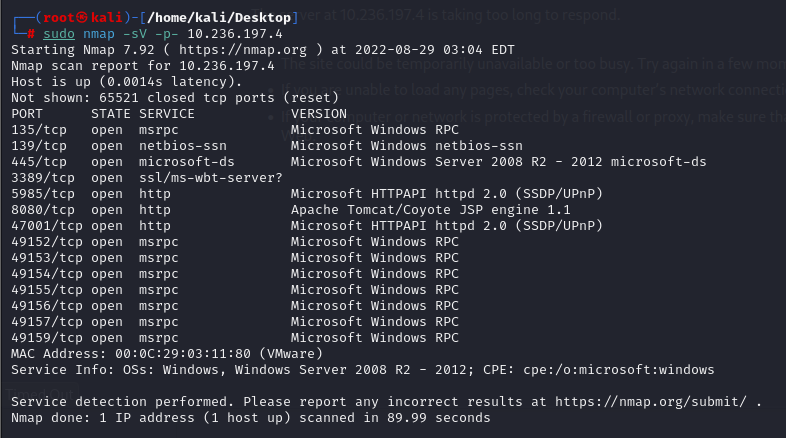 ┌──(root㉿kali)-[/home/kali/Desktop]
└─# sudo nmap -sV -p- 10.236.197.4
Starting Nmap 7.92 ( https://nmap.org ) at 2022-08-29 03:04 EDT
Nmap scan report for 10.236.197.4
Host is up (0.0014s latency).
Not shown: 65521 closed tcp ports (reset)
PORT      STATE SERVICE            VERSION
135/tcp   open  msrpc              Microsoft Windows RPC
139/tcp   open  netbios-ssn        Microsoft Windows netbios-ssn
445/tcp   open  microsoft-ds       Microsoft Windows Server 2008 R2 - 2012 microsoft-ds
3389/tcp  open  ssl/ms-wbt-server?
5985/tcp  open  http               Microsoft HTTPAPI httpd 2.0 (SSDP/UPnP)
8080/tcp  open  http               Apache Tomcat/Coyote JSP engine 1.1
47001/tcp open  http               Microsoft HTTPAPI httpd 2.0 (SSDP/UPnP)
49152/tcp open  msrpc              Microsoft Windows RPC
49153/tcp open  msrpc              Microsoft Windows RPC
49154/tcp open  msrpc              Microsoft Windows RPC
49155/tcp open  msrpc              Microsoft Windows RPC
49156/tcp open  msrpc              Microsoft Windows RPC
49157/tcp open  msrpc              Microsoft Windows RPC
49159/tcp open  msrpc              Microsoft Windows RPC
MAC Address: 00:0C:29:03:11:80 (VMware)
Service Info: OSs: Windows, Windows Server 2008 R2 - 2012; CPE: cpe:/o:microsoft:windows

Service detection performed. Please report any incorrect results at https://nmap.org/submit/ .
Nmap done: 1 IP address (1 host up) scanned in 89.99 seconds
server at 10.236.197.4 is taking too long to respond.
The site could be temporarily unavailable or too busy. Try again in a few
are unable to load any pages, check your computer's network
computer or network is protected by a firewall or proxy, make sure